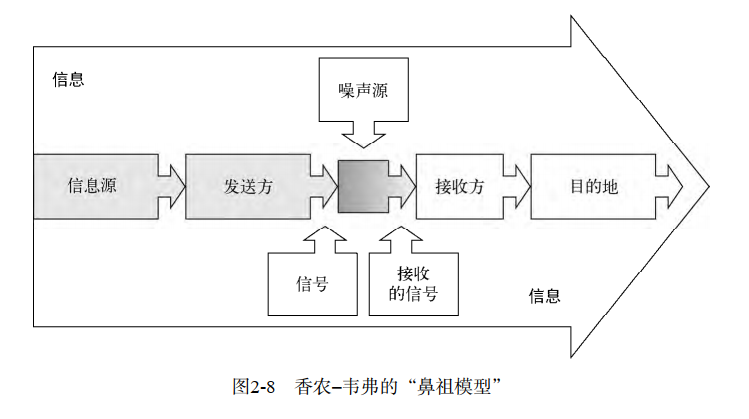 信息
噪声源
信息源
发送方
接收方
目的地
信号
接收
的信号
信息
图2-8 香农–韦弗的“鼻祖模型”